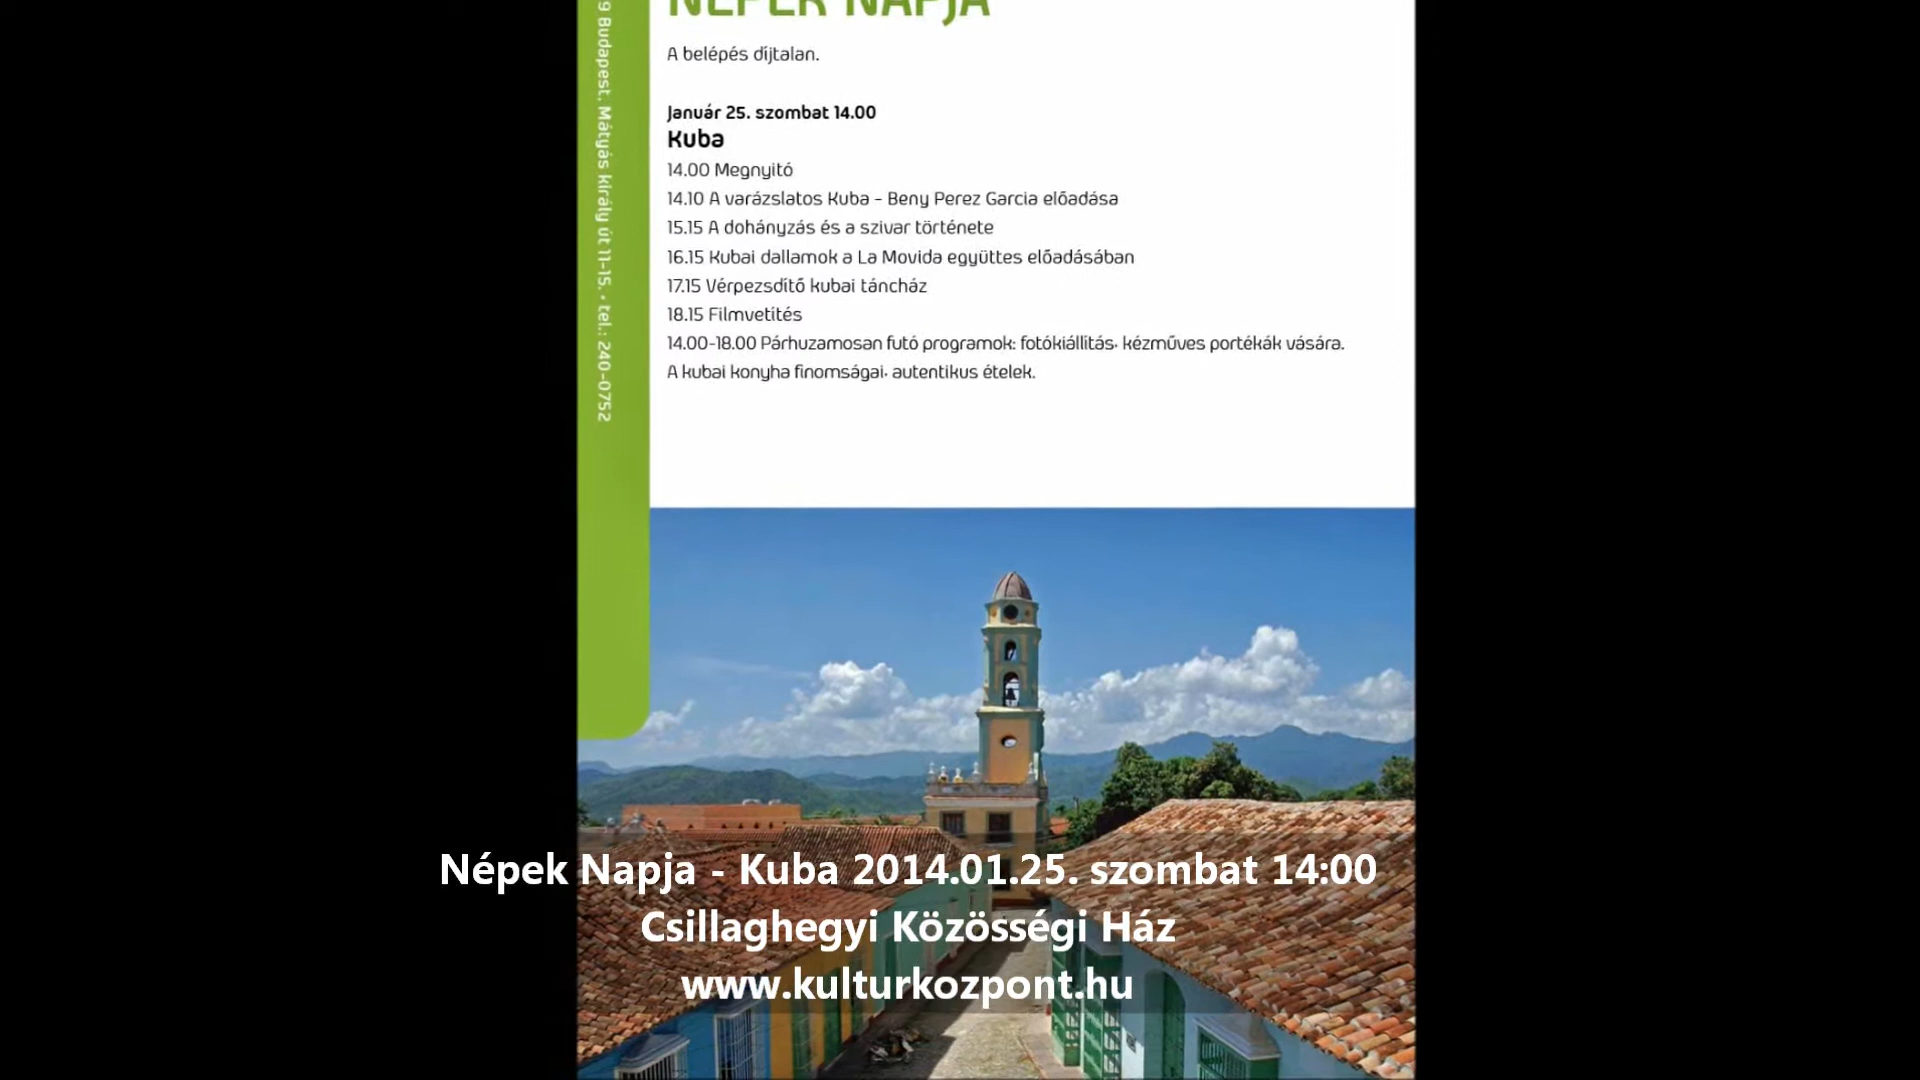 NÉPEK NAPJA
A belépés díjtalan.
Január 25. szombat 14.00
Kuba
14.00 Megnyitó
14.10 A varázslatos Kuba - Beny Perez Garcia előadása
15.15 A dohányzás és a szivar története
16.15 Kubai dallamok a La Movida együttes előadásában
17.15 Vérpezsdítő kubai táncház
18.15 Filmvetítés
14.00-18.00 Párhuzamosan futó programok: fotókiállítás, kézműves portékák vására.
A kubai konyha finomságai, autentikus ételek.
9 Budapest, Mátyás király út 11-15. • tel.: 240-0752
Népek Napja - Kuba 2014.01.25. szombat 14:00
Csillaghegyi Közösségi Ház
www.kulturkozpont.hu